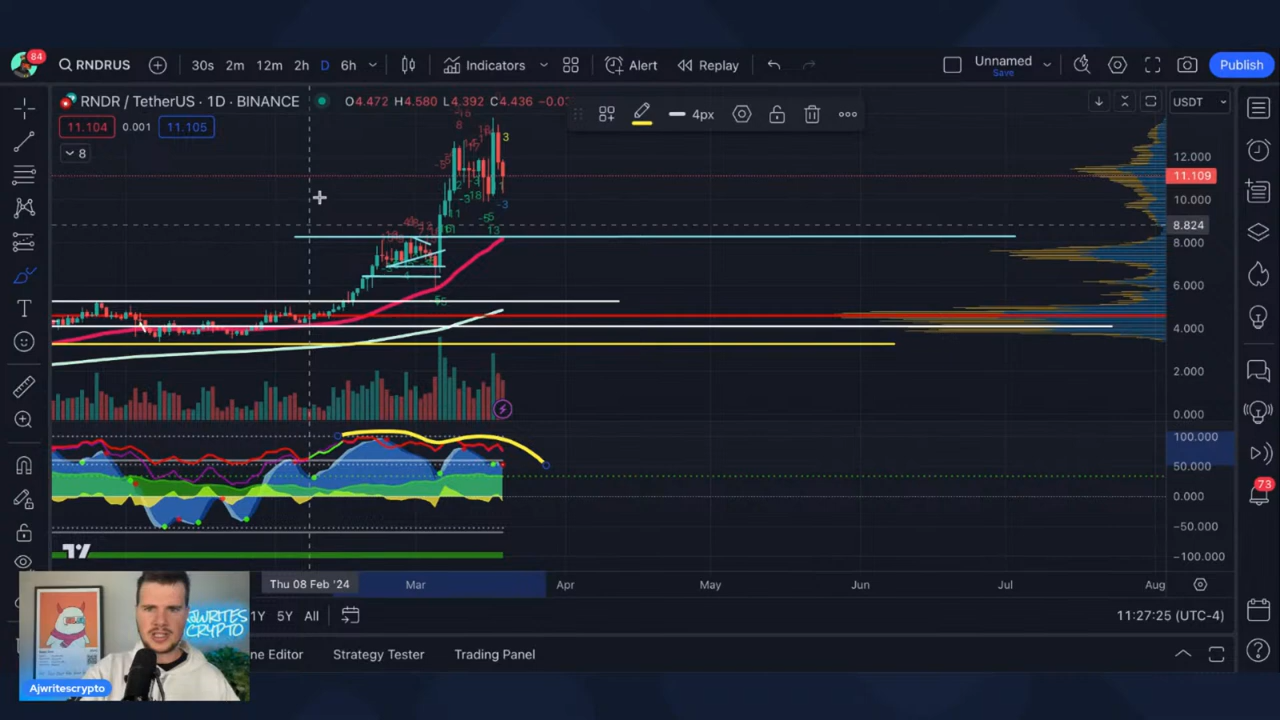 84
RNDRUS
30s 2m 12m 2h D 6h
Indicators
Alert
Replay
Unnamed
Save
Publish
RNDR / TetherUS · 1D · BINANCE
O4.472 H4.580 L4.392 C4.436
4px
USDT
11.104 0.001 11.105
8
12.000
11.109
10.000
8.824
8.000
6.000
4.000
2.000
0.000
100.000
50.000
0.000
−50.000
−100.000
73
Thu 08 Feb '24
Mar
Apr
May
Jun
Jul
Aug
1Y 5Y All
11:27:25 (UTC-4)
ne Editor
Strategy Tester
Trading Panel
AJWRITES
CRYPTO
Ajwritescrypto